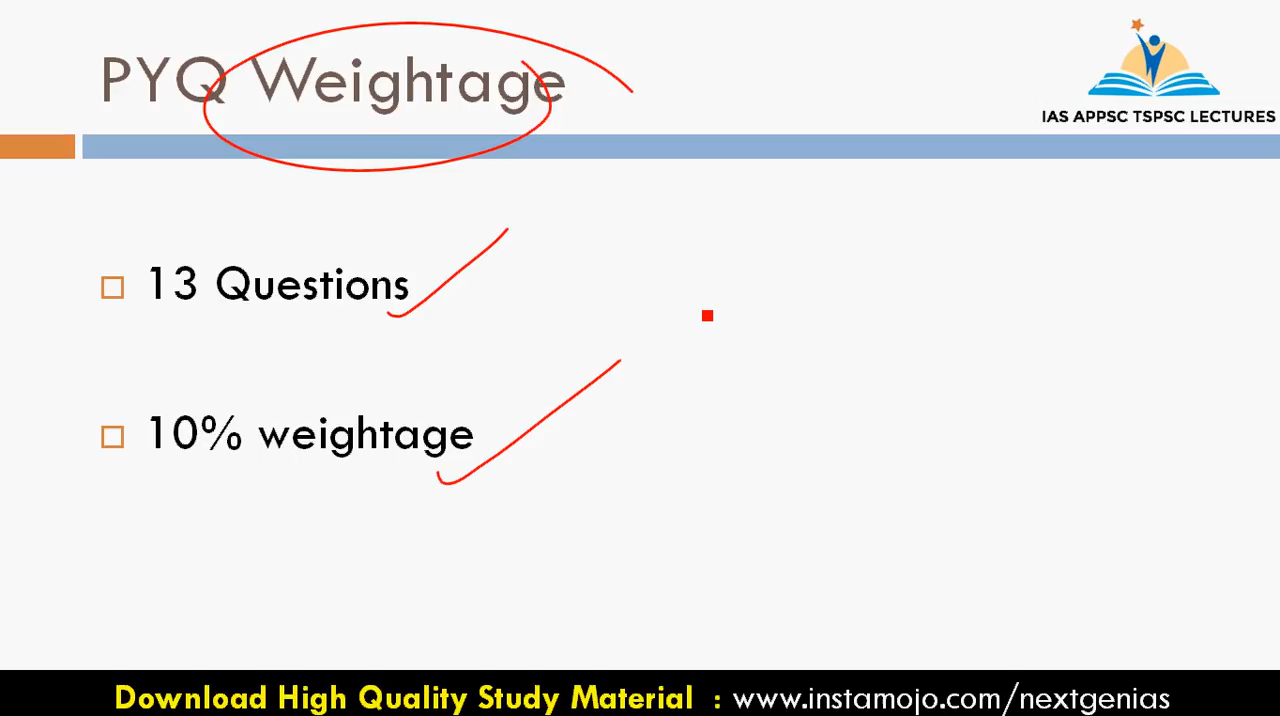 PYQ Weightage
IAS APPSC TSPSC LECTURES
13 Questions
10% weightage
Download High Quality Study Material : www.instamojo.com/nextgenias